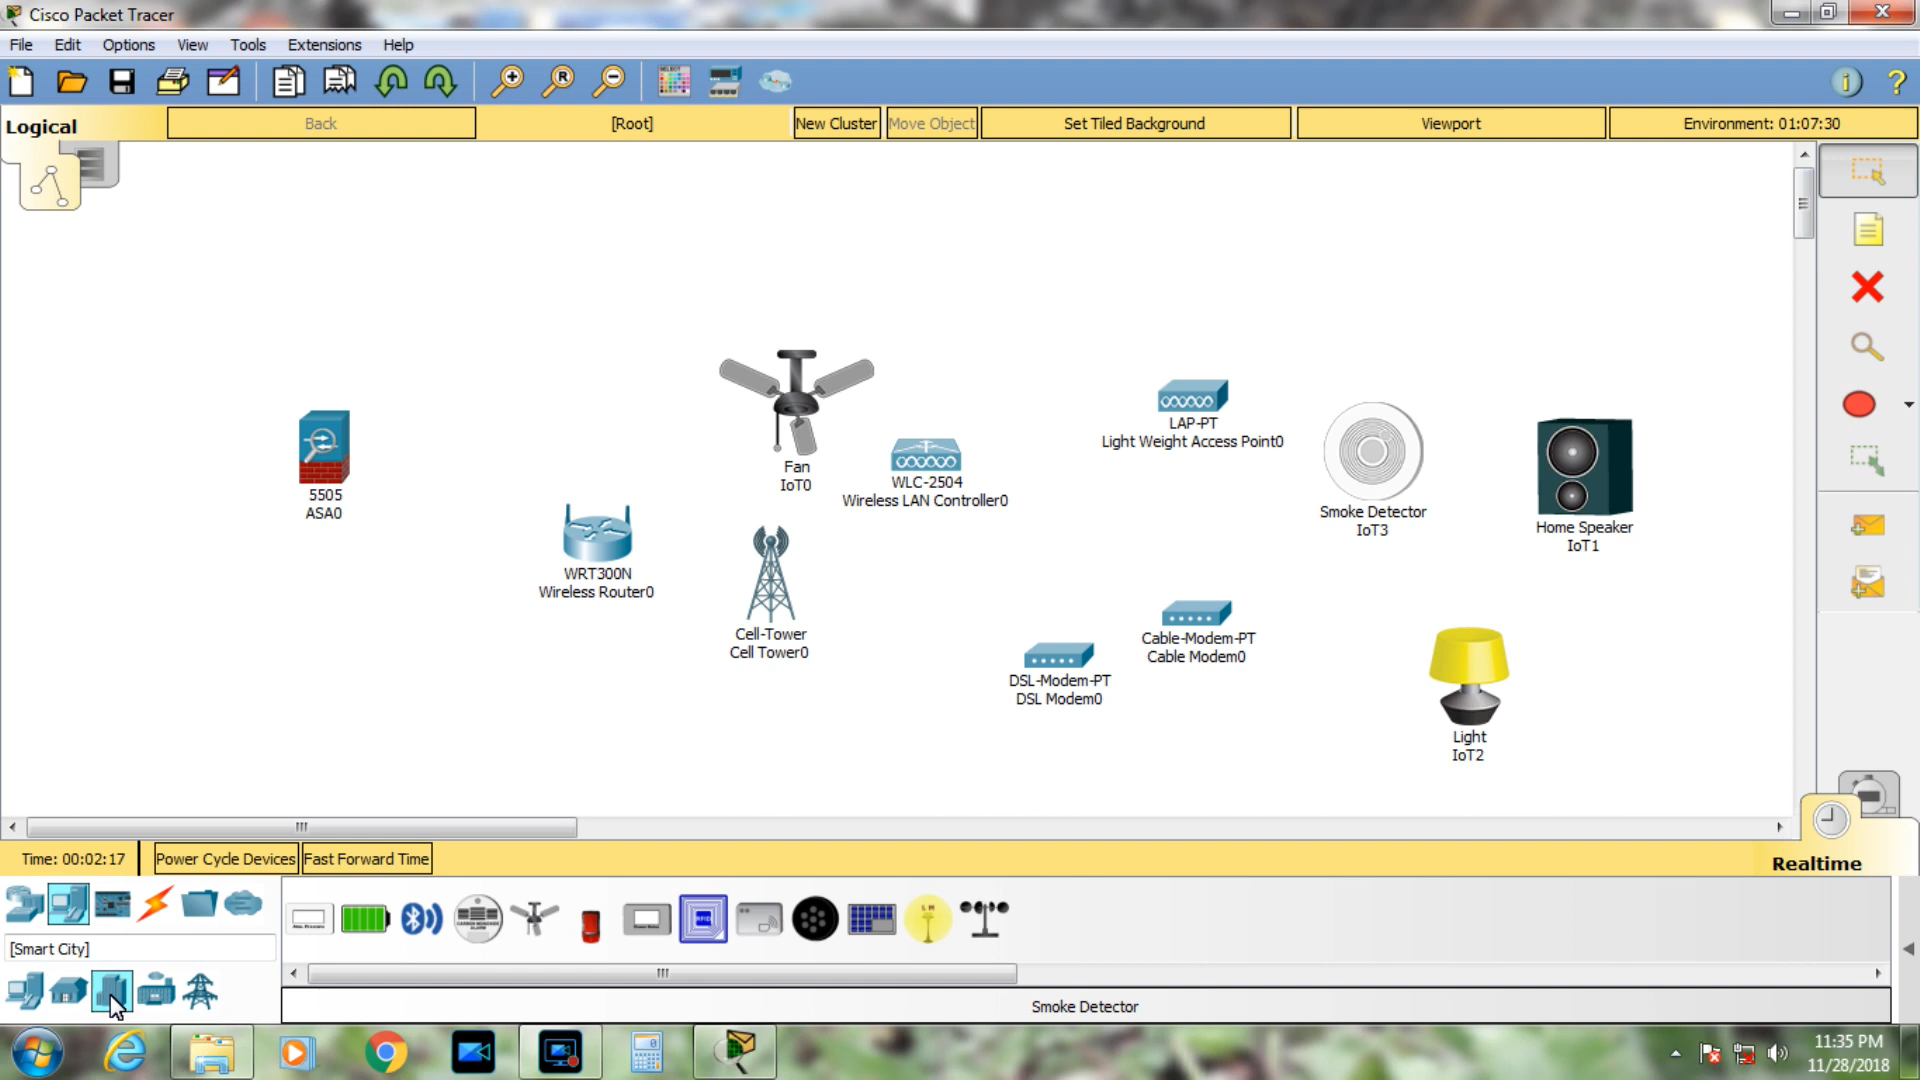 Cisco Packet Tracer
File Edit Options View Tools Extensions Help
Logical Back [Root] New Cluster Move Object Set Tiled Background Viewport Environment: 01:07:30
Fan
IoT0
LAP-PT
Light Weight Access Point0
5505
ASA0
WLC-2504
Wireless LAN Controller0
Smoke Detector
IoT3
Home Speaker
IoT1
WRT300N
Wireless Router0
Cell-Tower
Cell Tower0
Cable-Modem-PT
Cable Modem0
DSL-Modem-PT
DSL Modem0
Light
IoT2
Time: 00:02:17 Power Cycle Devices Fast Forward Time
Realtime
[Smart City]
Smoke Detector
11:35 PM
11/28/2018